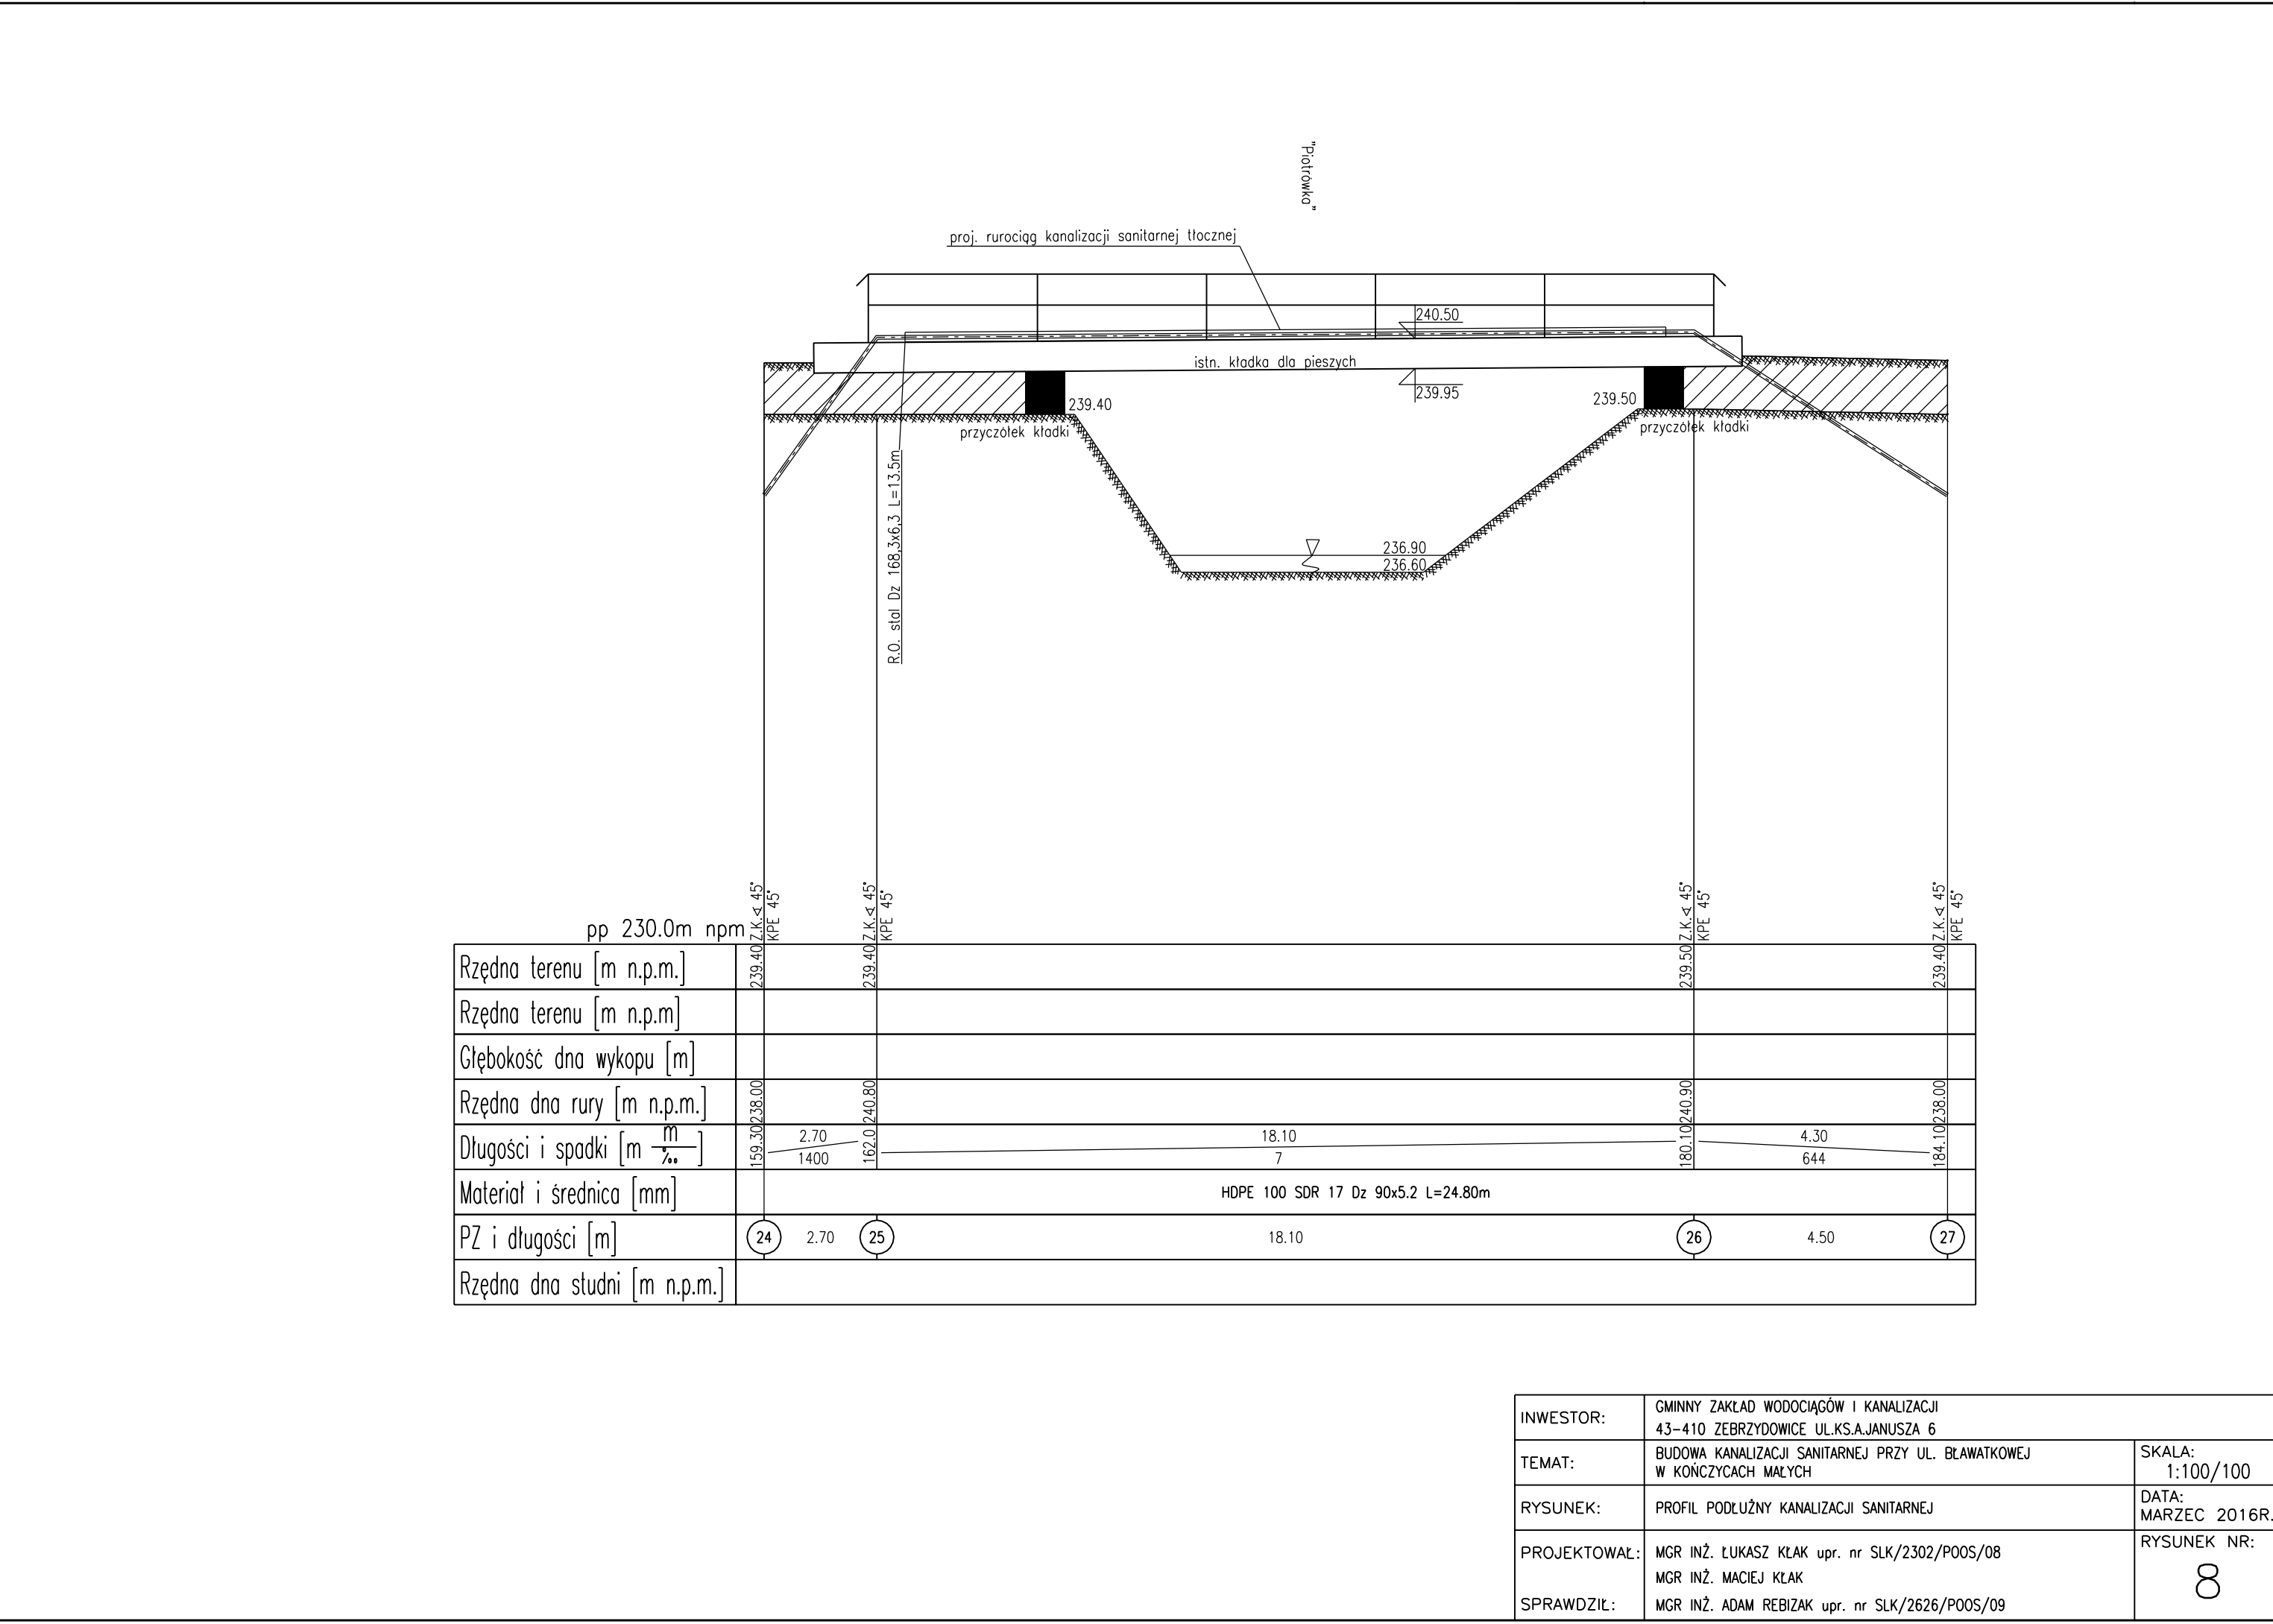 "Piotrówka"
proj. rurociąg kanalizacji sanitarnej tłocznej
240.50
istn. kładka dla pieszych
239.95
239.40
239.50
przyczółek kładki
przyczółek kładki
R.O. stal Dz 168,3x6,3 L=13.5m
236.90
236.60
pp 230.0m npm
Z.K.∢ 45°
KPE 45°
Z.K.∢ 45°
KPE 45°
Z.K.∢ 45°
KPE 45°
Z.K.∢ 45°
KPE 45°
Rzędna terenu [m n.p.m.] 239.40 239.40 239.50 239.40
Rzędna terenu [m n.p.m]
Głębokość dna wykopu [m]
Rzędna dna rury [m n.p.m.] 238.00 240.80 240.90 238.00
Długości i spadki [m m/‰] 159.30 162.0 180.10 184.10
2.70 18.10 4.30
1400 7 644
Materiał i średnica [mm] HDPE 100 SDR 17 Dz 90x5.2 L=24.80m
PZ i długości [m] 24 2.70 25 18.10 26 4.50 27
Rzędna dna studni [m n.p.m.]
INWESTOR: GMINNY ZAKŁAD WODOCIĄGÓW I KANALIZACJI
43-410 ZEBRZYDOWICE UL.KS.A.JANUSZA 6
TEMAT: BUDOWA KANALIZACJI SANITARNEJ PRZY UL. BŁAWATKOWEJ
W KOŃCZYCACH MAŁYCH
SKALA:
1:100/100
RYSUNEK: PROFIL PODŁUŻNY KANALIZACJI SANITARNEJ
DATA:
MARZEC 2016R.
PROJEKTOWAŁ: MGR INŻ. ŁUKASZ KŁAK upr. nr SLK/2302/POOS/08
MGR INŻ. MACIEJ KŁAK
SPRAWDZIŁ: MGR INŻ. ADAM REBIZAK upr. nr SLK/2626/POOS/09
RYSUNEK NR:
8